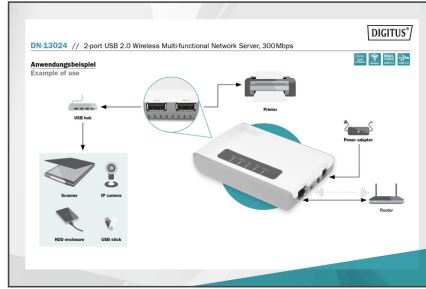 DIGITUS®
DN-13024 // 2-port USB 2.0 Wireless Multi-functional Network Server, 300Mbps
Anwendungsbeispiel
Example of use
USB hub
Printer
Power adapter
Scanner
IP camera
Router
HDD enclosure
USB stick